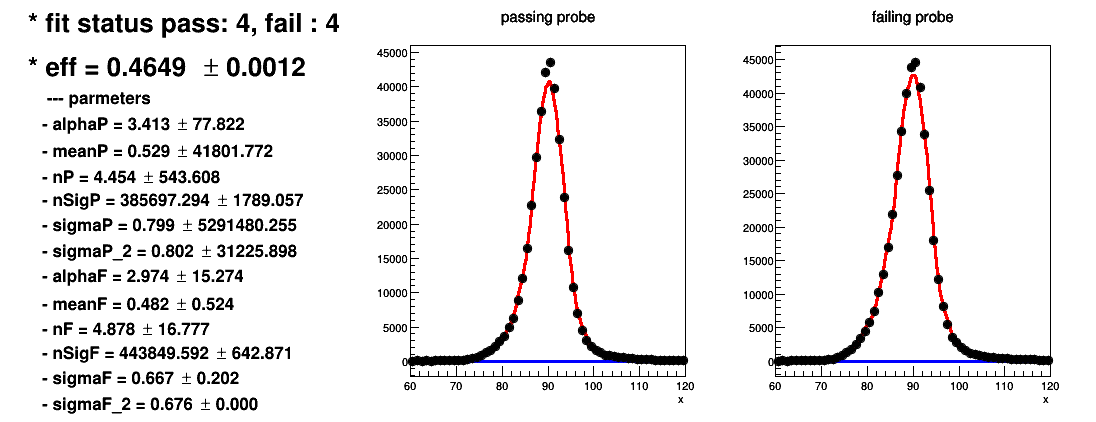 * fit status pass: 4, fail : 4
* eff = 0.4649 ± 0.0012
--- parmeters
- alphaP = 3.413 ± 77.822
- meanP = 0.529 ± 41801.772
- nP = 4.454 ± 543.608
- nSigP = 385697.294 ± 1789.057
- sigmaP = 0.799 ± 5291480.255
- sigmaP_2 = 0.802 ± 31225.898
- alphaF = 2.974 ± 15.274
- meanF = 0.482 ± 0.524
- nF = 4.878 ± 16.777
- nSigF = 443849.592 ± 642.871
- sigmaF = 0.667 ± 0.202
- sigmaF_2 = 0.676 ± 0.000
passing probe
45000
40000
35000
30000
25000
20000
15000
10000
5000
0
60 70 80 90 100 110 120
x
failing probe
45000
40000
35000
30000
25000
20000
15000
10000
5000
0
60 70 80 90 100 110 120
x